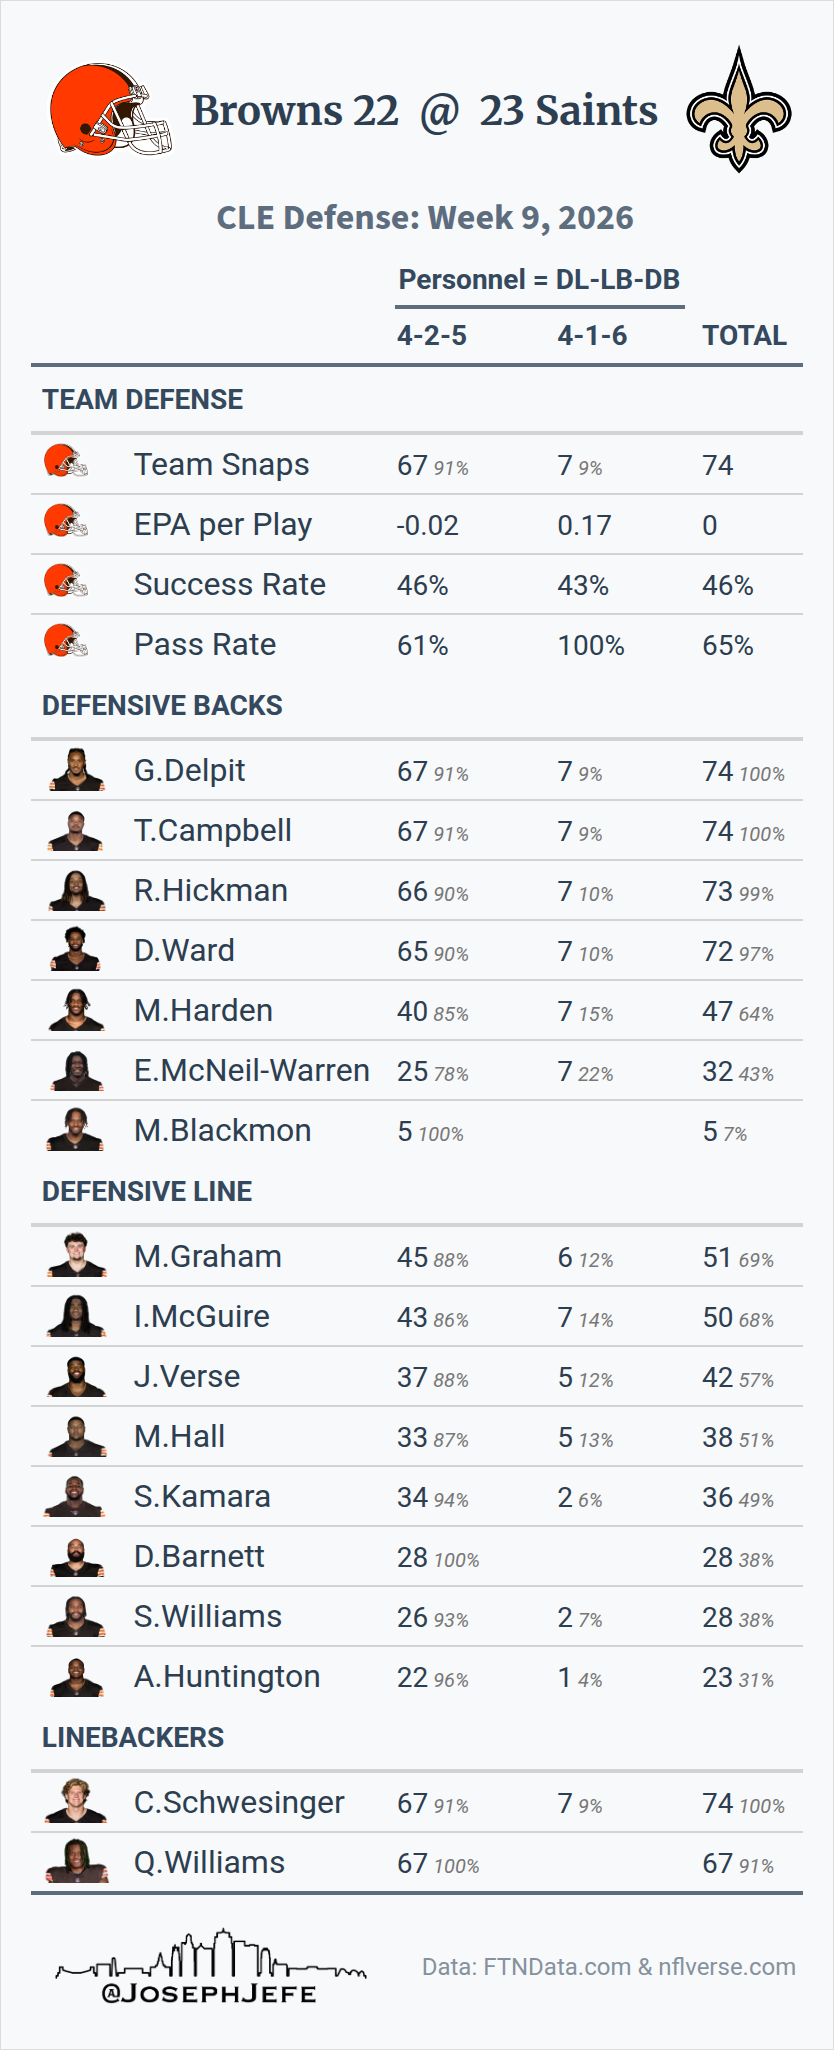 Browns 22 @ 23 Saints
CLE Defense: Week 9, 2026
Personnel = DL-LB-DB
4-2-5 4-1-6 TOTAL
TEAM DEFENSE
Team Snaps 67 91% 7 9% 74
EPA per Play -0.02 0.17 0
Success Rate 46% 43% 46%
Pass Rate 61% 100% 65%
DEFENSIVE BACKS
G.Delpit 67 91% 7 9% 74 100%
T.Campbell 67 91% 7 9% 74 100%
R.Hickman 66 90% 7 10% 73 99%
D.Ward 65 90% 7 10% 72 97%
M.Harden 40 85% 7 15% 47 64%
E.McNeil-Warren 25 78% 7 22% 32 43%
M.Blackmon 5 100% 5 7%
DEFENSIVE LINE
M.Graham 45 88% 6 12% 51 69%
I.McGuire 43 86% 7 14% 50 68%
J.Verse 37 88% 5 12% 42 57%
M.Hall 33 87% 5 13% 38 51%
S.Kamara 34 94% 2 6% 36 49%
D.Barnett 28 100% 28 38%
S.Williams 26 93% 2 7% 28 38%
A.Huntington 22 96% 1 4% 23 31%
LINEBACKERS
C.Schwesinger 67 91% 7 9% 74 100%
Q.Williams 67 100% 67 91%
@JOSEPHJEFE
Data: FTNData.com & nflverse.com